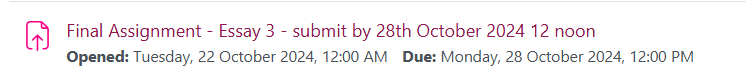 Final Assignment - Essay 3 - submit by 28th October 2024 12 noon
Opened: Tuesday, 22 October 2024, 12:00 AM Due: Monday, 28 October 2024, 12:00 PM